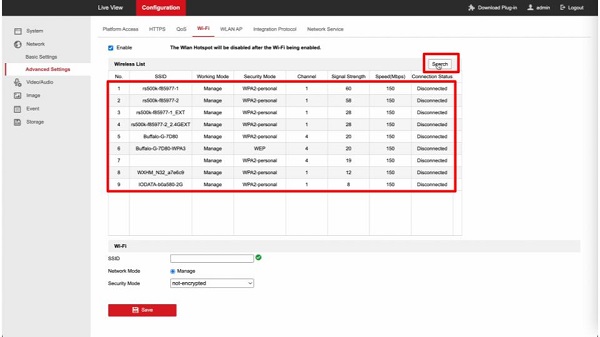 Live View Configuration Download Plug-in admin Logout
System
Network
Basic Settings
Advanced Settings
Video/Audio
Image
Event
Storage
Platform Access HTTPS QoS Wi-Fi WLAN AP Integration Protocol Network Service
Enable The Wlan Hotspot will be disabled after the Wi-Fi being enabled.
Wireless List Search
No. SSID Working Mode Security Mode Channel Signal Strength Speed(Mbps) Connection Status
1 rs500k-f85977-1 Manage WPA2-personal 1 60 150 Disconnected
2 rs500k-f85977-2 Manage WPA2-personal 1 58 150 Disconnected
3 rs500k-f85977-1_EXT Manage WPA2-personal 1 28 150 Disconnected
4 rs500k-f85977-2_2.4GEXT Manage WPA2-personal 1 28 150 Disconnected
5 Buffalo-G-7D80 Manage WPA2-personal 4 20 150 Disconnected
6 Buffalo-G-7D80-WPA3 Manage WEP 4 20 150 Disconnected
7 Manage WPA2-personal 4 19 150 Disconnected
8 WXHM_N32_a7e6c9 Manage WPA2-personal 1 12 150 Disconnected
9 IODATA-b0a580-2G Manage WPA2-personal 1 8 150 Disconnected
Wi-Fi
SSID
Network Mode Manage
Security Mode not-encrypted
Save